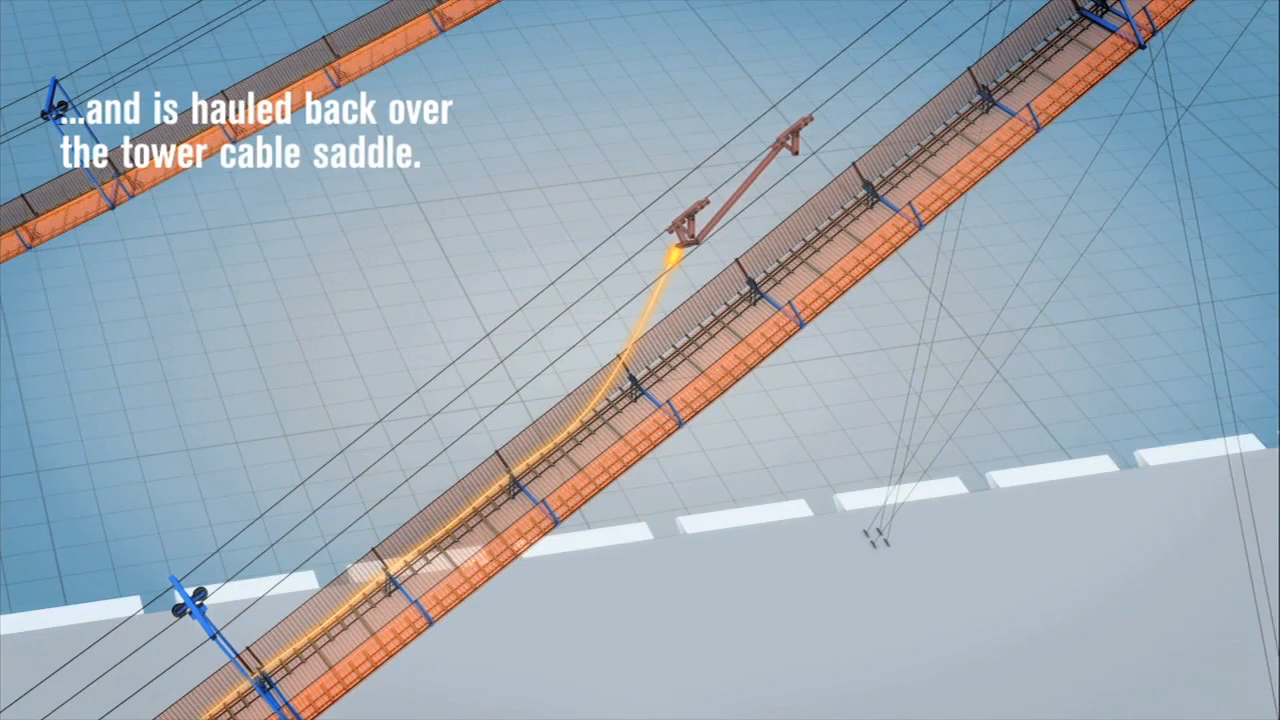 ...and is hauled back over
the tower cable saddle.